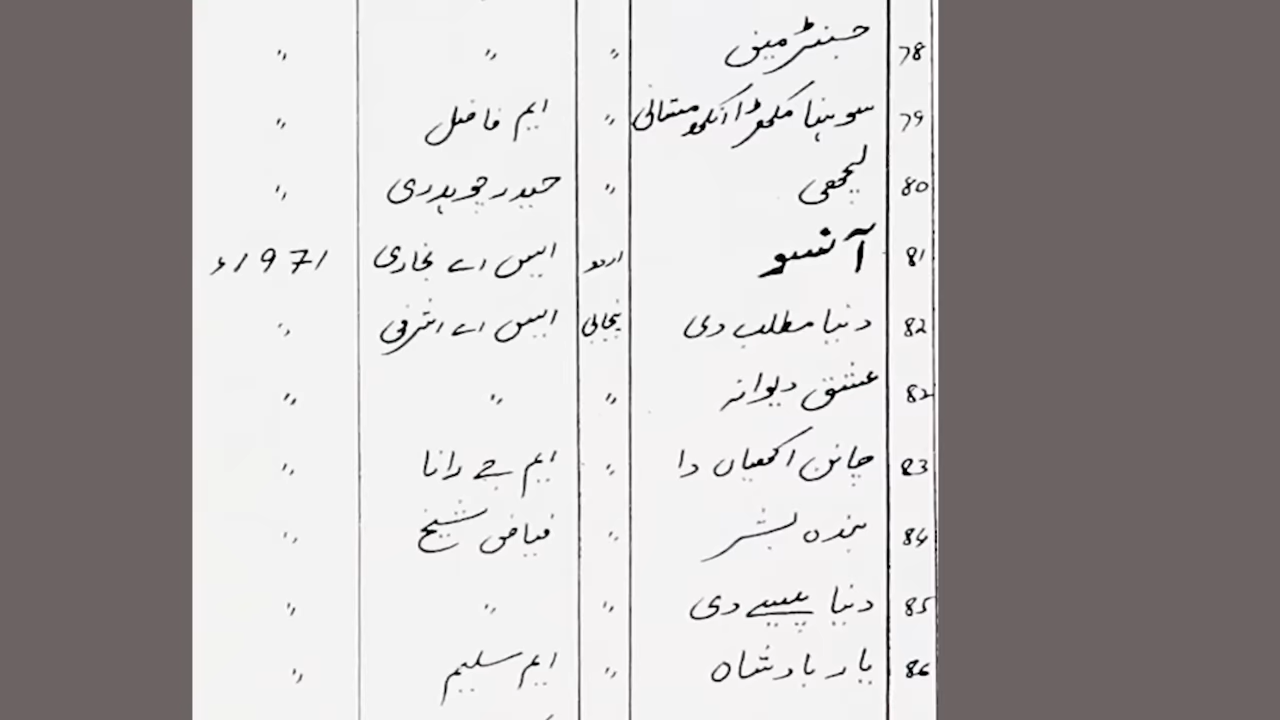 78 جنٹرمین 〃 〃 〃
79 سوہنا مکھڑا انکھ مستانی 〃 ایم فاضل 〃
80 لچھی 〃 حیدر چوہدری 〃
81 آنسو اردو ایس اے بخاری 1971ء
82 دنیا مطلب دی پنجابی ایس اے اشرفی 〃
82 عشق دیوانہ 〃 〃 〃
83 چانن اکھیاں دا 〃 ایم جے رانا 〃
84 بندہ بشر 〃 فیاض شیخ 〃
85 دنیا پیسے دی 〃 〃 〃
86 یار بادشاہ 〃 ایم سلیم 〃